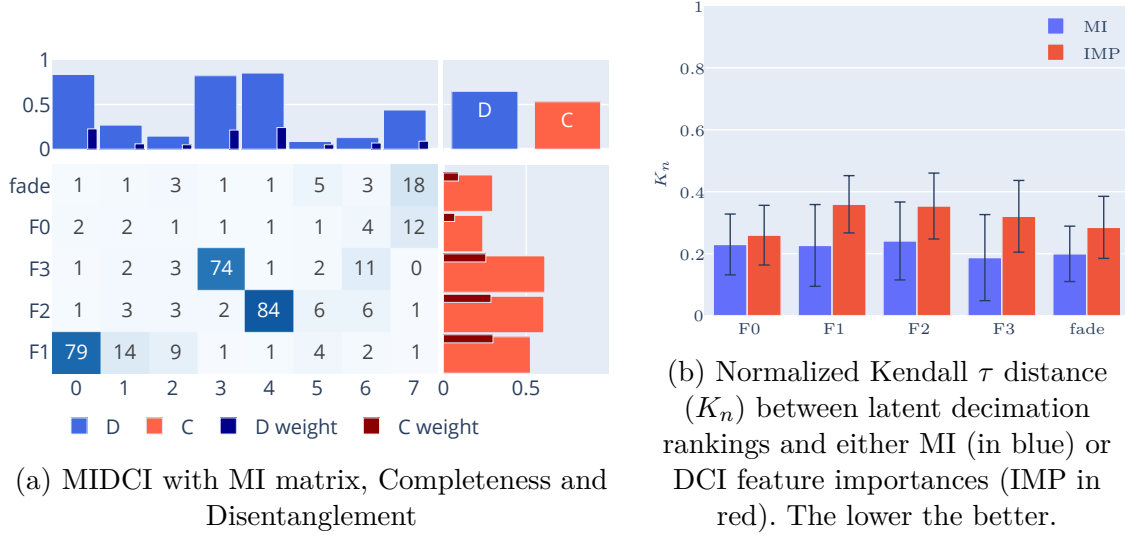 1
0.5
0
D
C
fade 1 1 3 1 1 5 3 18
F0 2 2 1 1 1 1 4 12
F3 1 2 3 74 1 2 11 0
F2 1 3 3 2 84 6 6 1
F1 79 14 9 1 1 4 2 1
0 1 2 3 4 5 6 7 0 0.5
D C D weight C weight
(a) MIDCI with MI matrix, Completeness and
Disentanglement
1
0.8
0.6
0.4
0.2
0
K_n
MI
IMP
F0 F1 F2 F3 fade
(b) Normalized Kendall τ distance
(K_n) between latent decimation
rankings and either MI (in blue) or
DCI feature importances (IMP in
red). The lower the better.